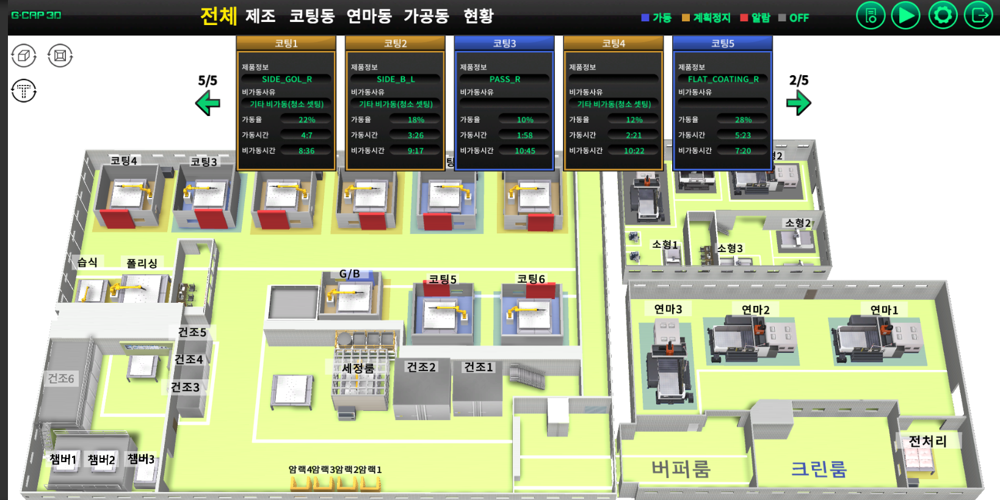 G-CAP 3D
전체 제조 코팅동 연마동 가공동 현황
가동 계획정지 알람 OFF
5/5
2/5
코팅1
제품정보
SIDE_GOL_R
비가동사유
기타 비가동(청소 셋팅)
가동율 22%
가동시간 4:7
비가동시간 8:36
코팅2
제품정보
SIDE_B_L
비가동사유
기타 비가동(청소 셋팅)
가동율 18%
가동시간 3:26
비가동시간 9:17
코팅3
제품정보
PASS_R
비가동사유
가동율 10%
가동시간 1:58
비가동시간 10:45
코팅4
제품정보
비가동사유
기타 비가동(청소 셋팅)
가동율 12%
가동시간 2:21
비가동시간 10:22
코팅5
제품정보
FLAT_COATING_R
비가동사유
가동율 28%
가동시간 5:23
비가동시간 7:20
코팅4
코팅3
소형2
소형1
소형3
습식
폴리싱
G/B
코팅5
코팅6
연마3
연마2
연마1
건조5
건조4
건조6
건조3
세정룸
건조2
건조1
챔버1
챔버2
챔버3
암랙4암랙3암랙2암랙1
버퍼룸
크린룸
전처리